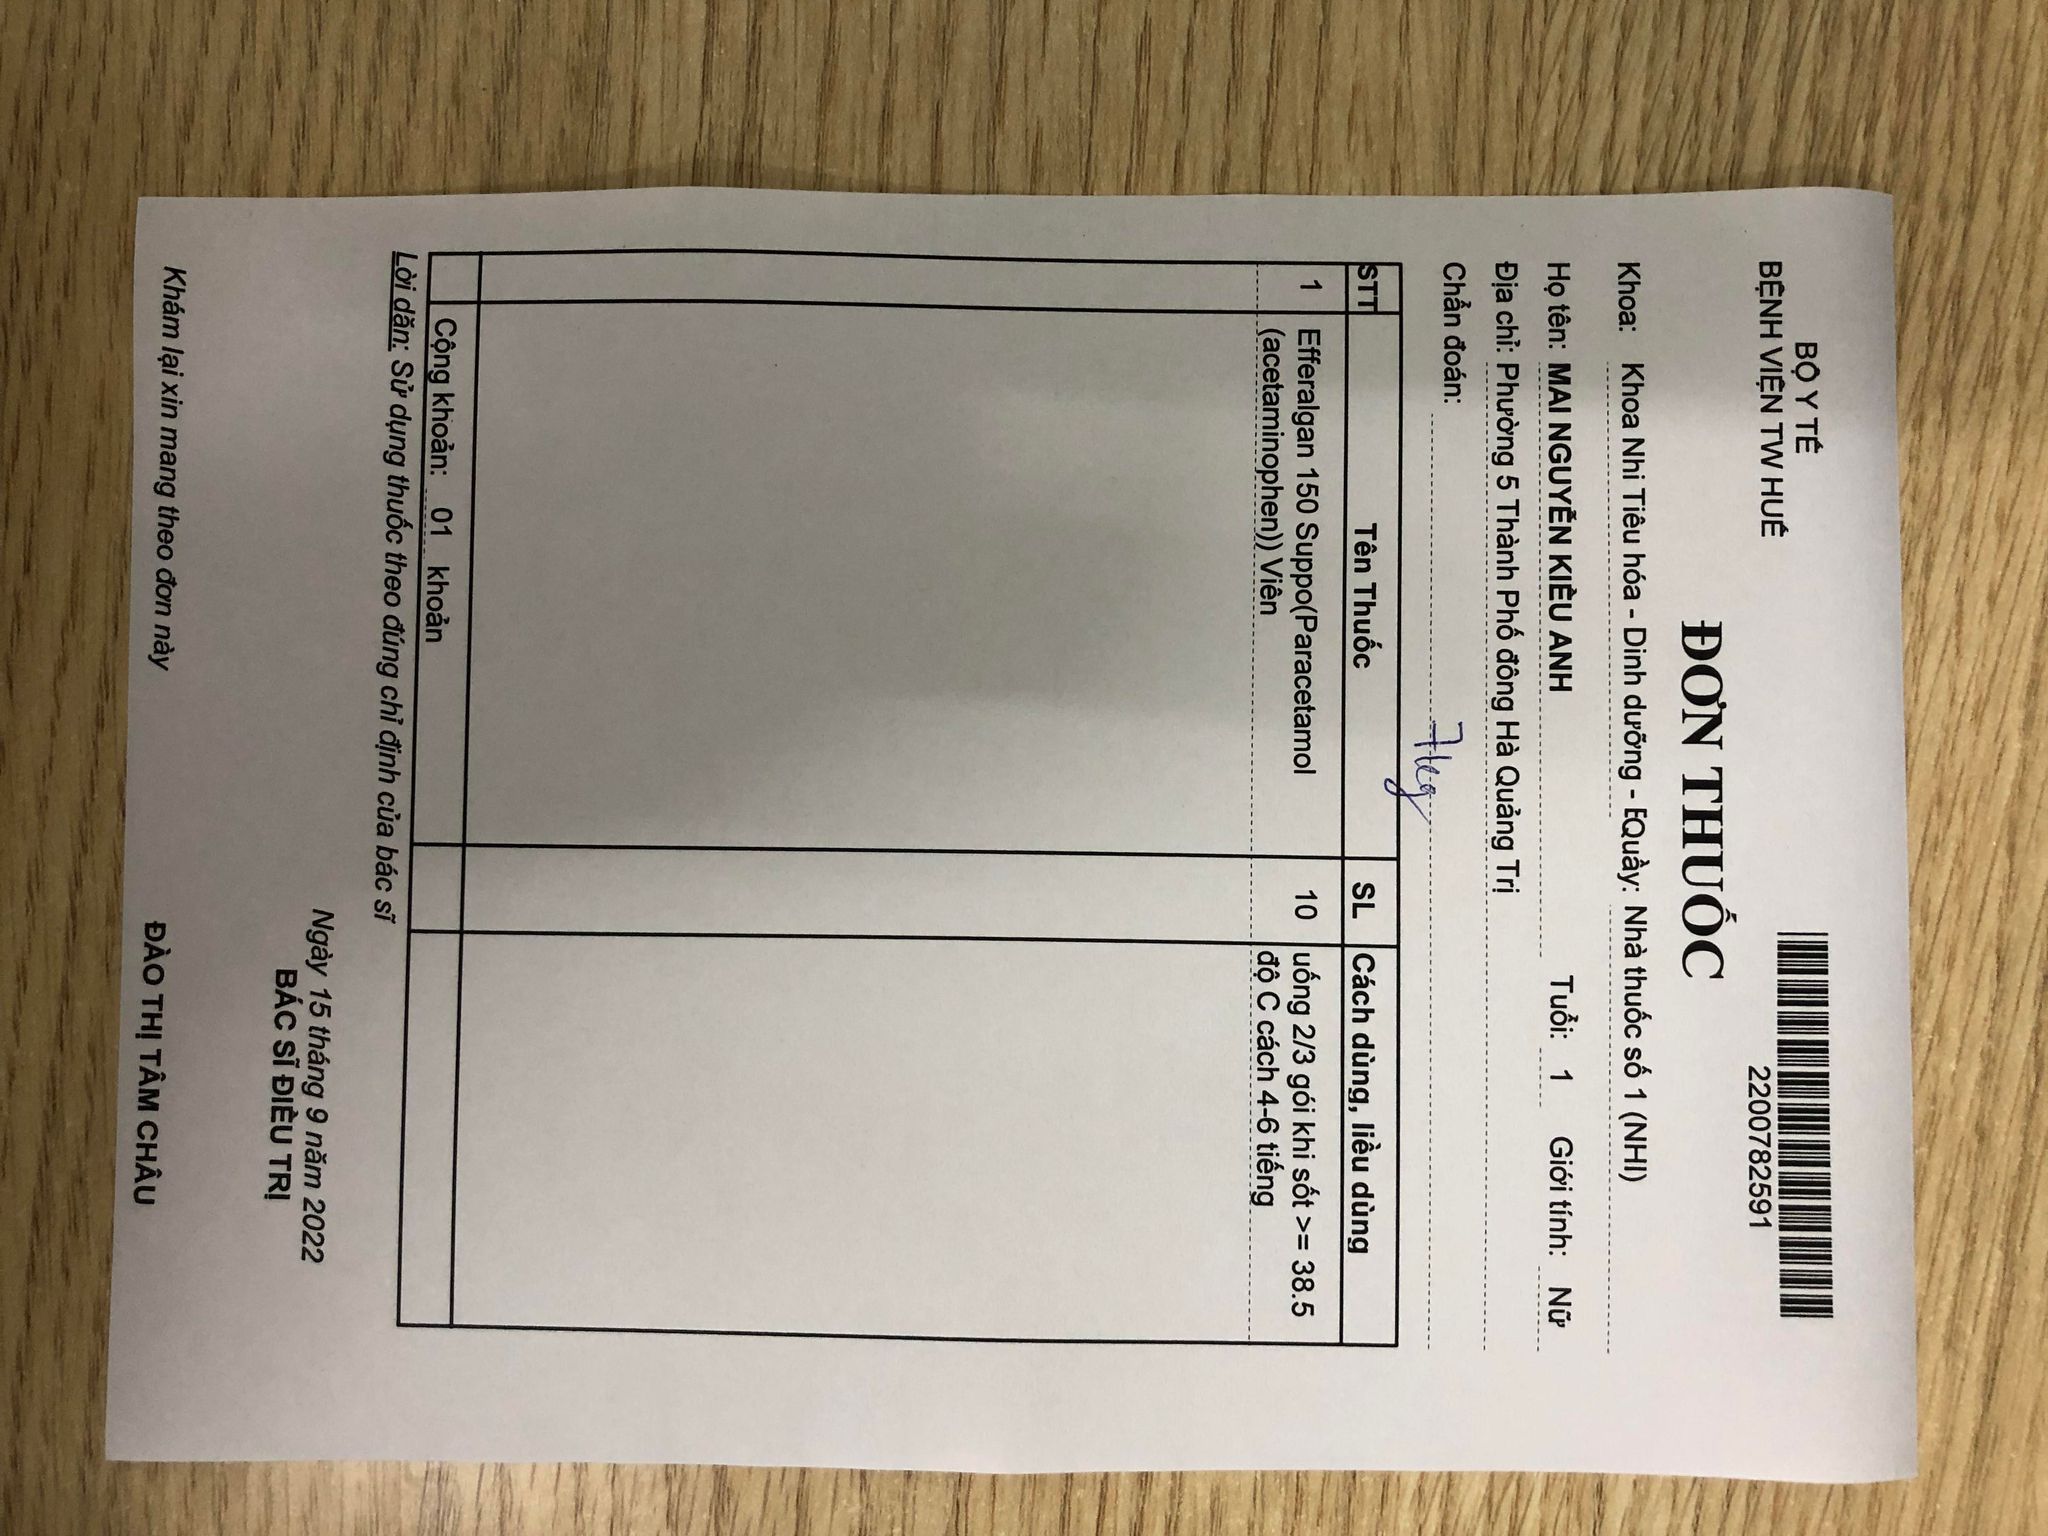 BỘ Y TẾ
BỆNH VIỆN TW HUẾ
2200782591
ĐƠN THUỐC
Khoa: Khoa Nhi Tiêu hóa - Dinh dưỡng - EQuầy: Nhà thuốc số 1 (NHI)
Họ tên: MAI NGUYỄN KIỀU ANH Tuổi: 1 Giới tính: Nữ
Địa chỉ: Phường 5 Thành Phố đông Hà Quảng Trị
Chẩn đoán: 7kg
STT Tên Thuốc SL Cách dùng, liều dùng
1 Efferalgan 150 Suppo(Paracetamol 10 uống 2/3 gói khi sốt >= 38.5
(acetaminophen)) Viên độ C cách 4-6 tiếng
Cộng khoản: 01 khoản
Lời dặn: Sử dụng thuốc theo đúng chỉ định của bác sĩ
Ngày 15 tháng 9 năm 2022
BÁC SĨ ĐIỀU TRỊ
Khám lại xin mang theo đơn này
ĐÀO THỊ TÂM CHÂU